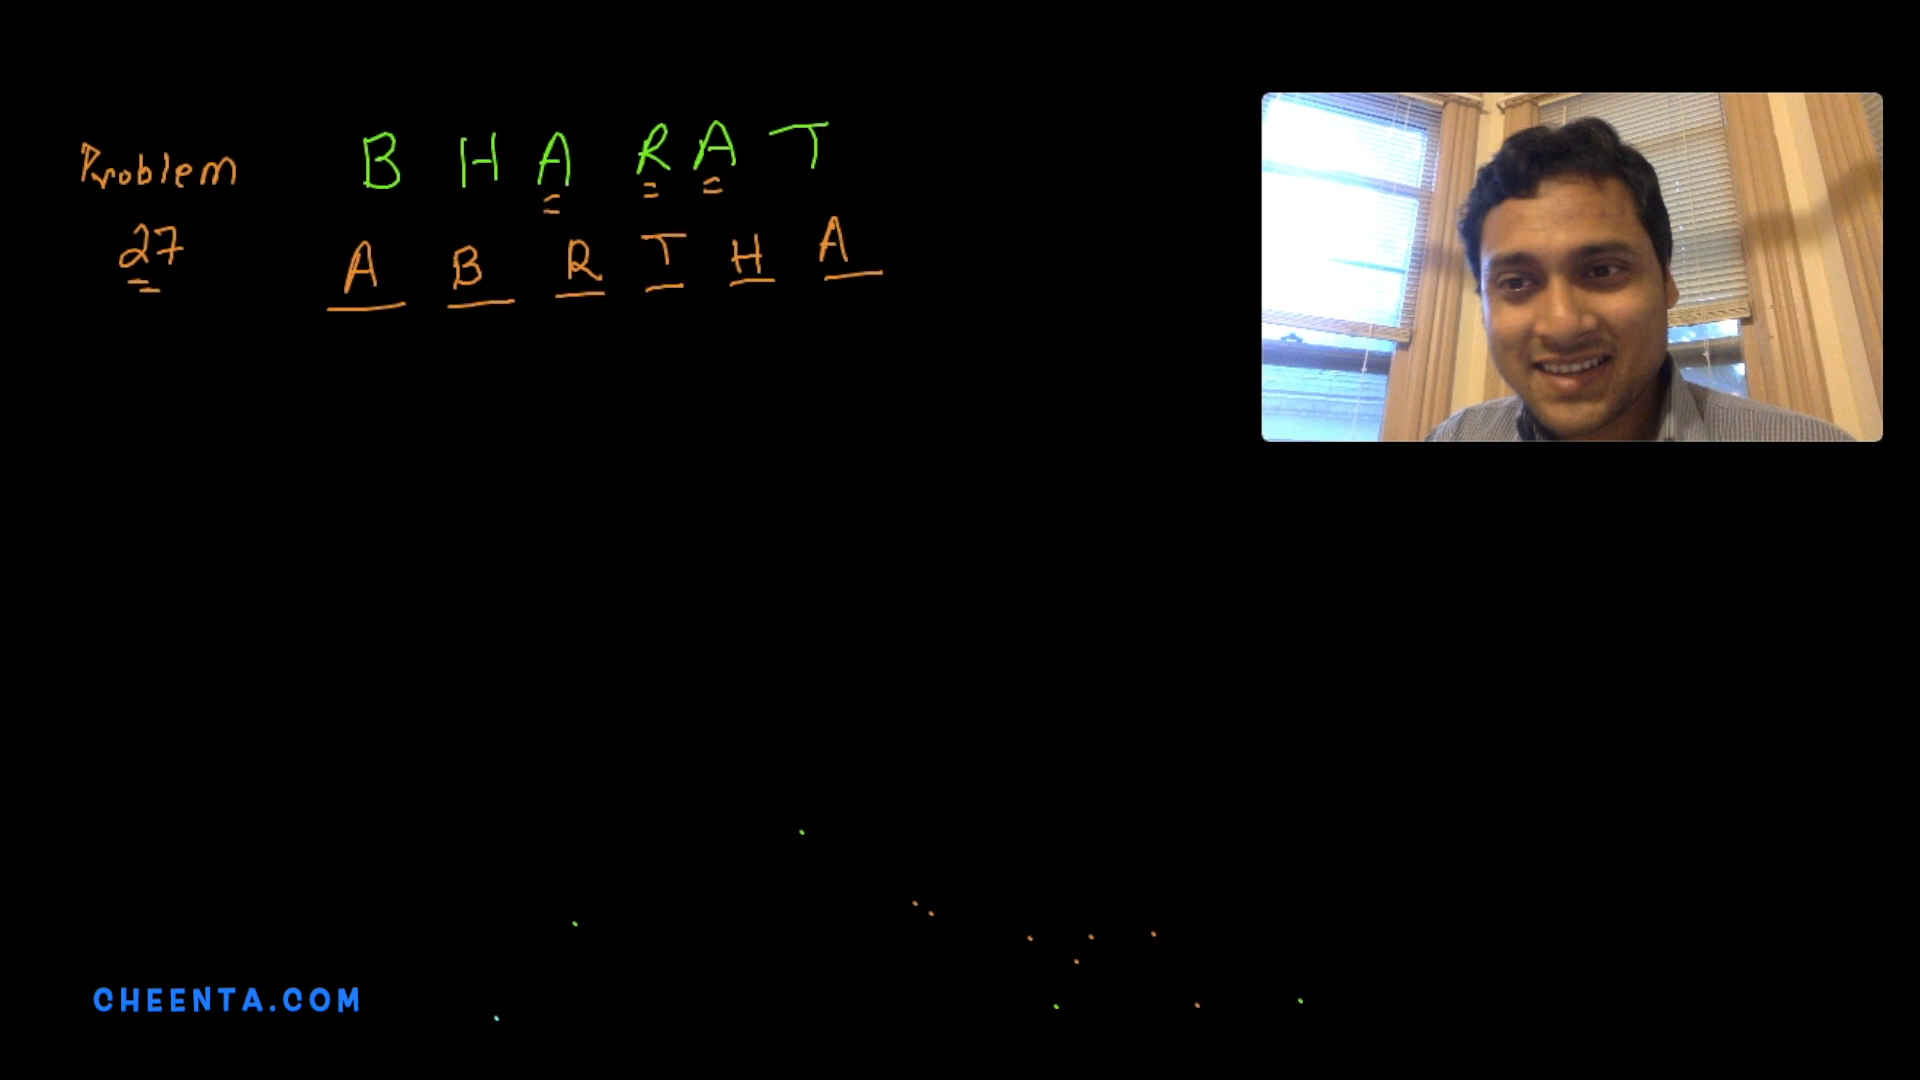 Problem
27
B H A R A T
A B R T H A
CHEENTA.COM